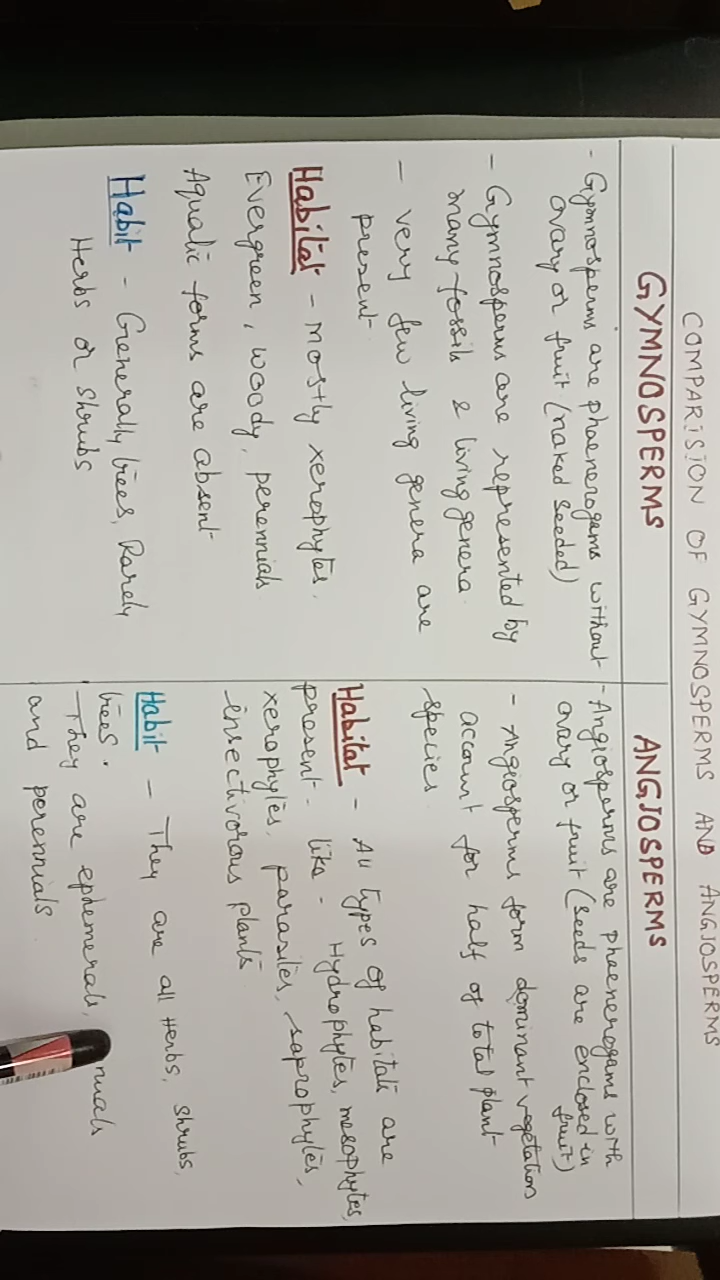 COMPARISION OF GYMNOSPERMS AND ANGIOSPERMS
GYMNOSPERMS
- Gymnosperms are phaenerogams without
ovary or fruit (naked seeded)
- Gymnosperms are represented by
many fossils & living genera.
- very few living genera are
present.
Habitat - mostly xerophytes.
Evergreen, woody, perennials
Aquatic forms are absent
Habit - Generally trees, Rarely
Herbs or shrubs
ANGIOSPERMS
- Angiosperms are phaenerogams with
ovary or fruit (seeds are enclosed in
fruit)
- Angiosperms form dominant vegetation
account for half of total plant
species.
Habitat - All types of habitats are
present - like - Hydrophytes, mesophytes,
xerophytes, parasites, saprophytes,
insectivorous plants.
Habit - They are all Herbs, shrubs,
trees.
They are ephemerals, nuals
and perennials.